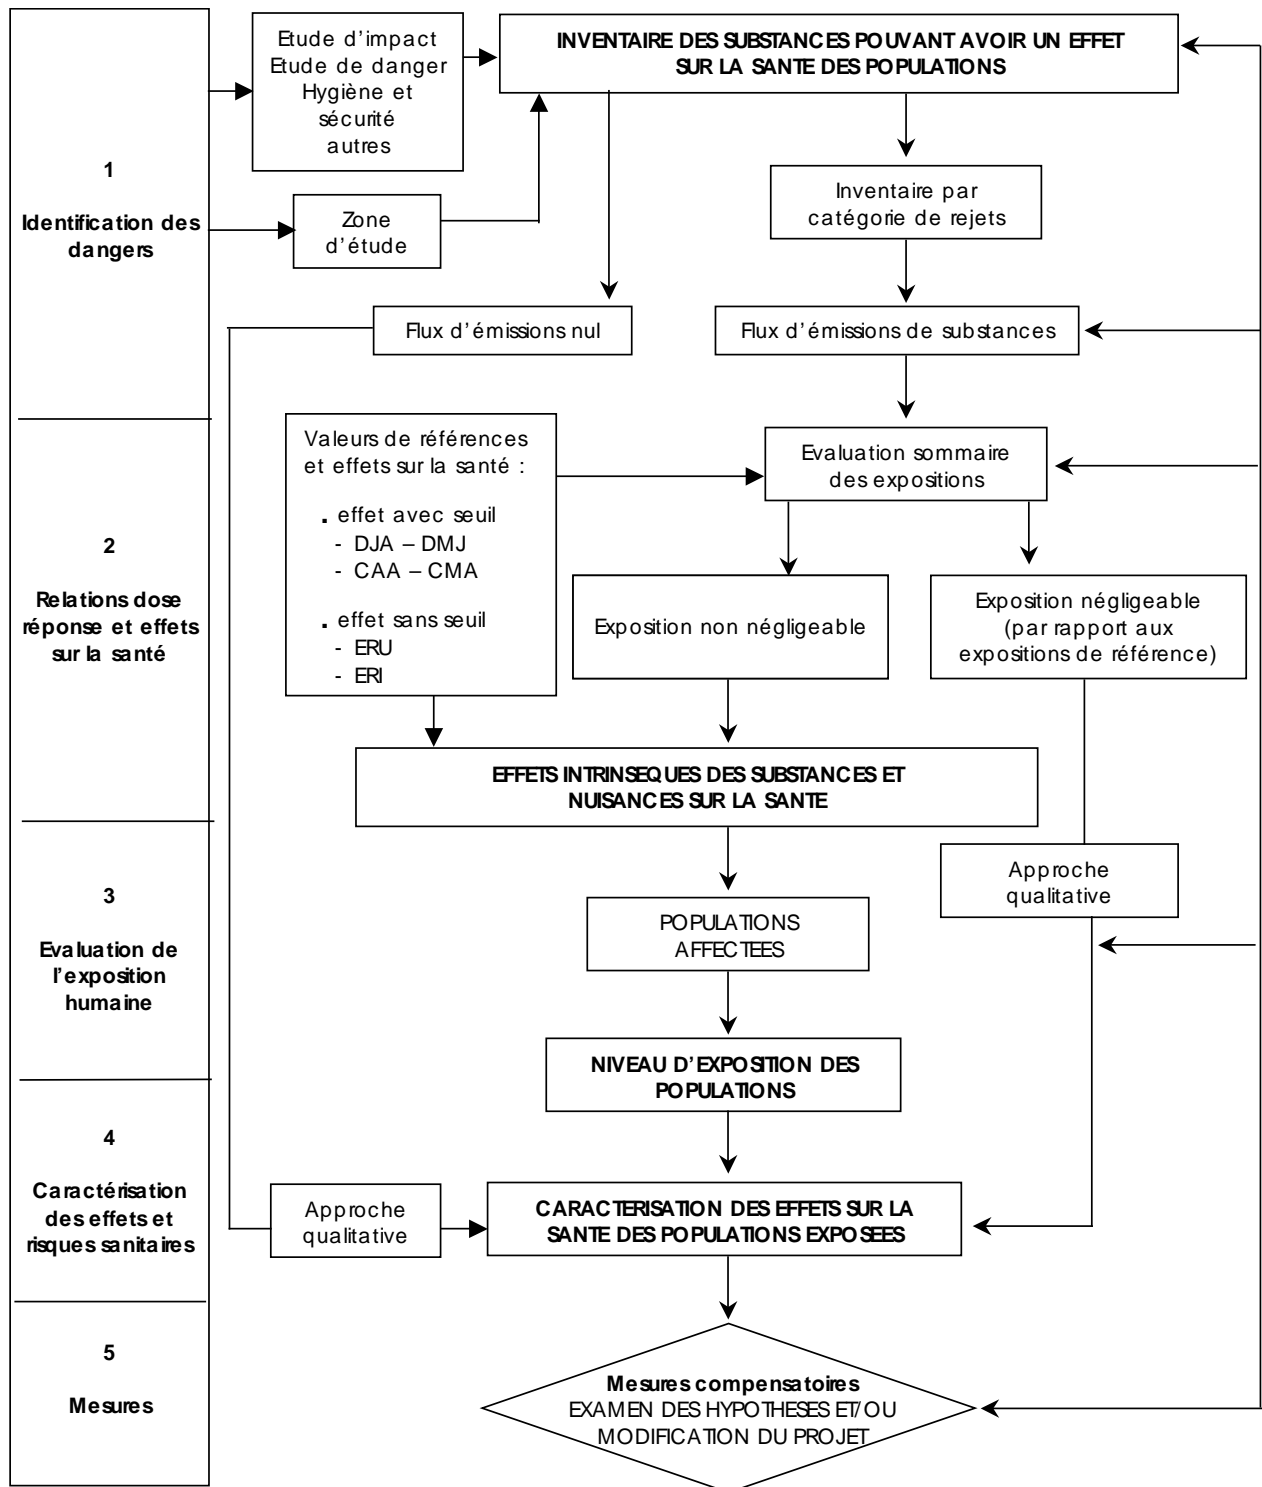 1
Identification des
dangers
Etude d'impact
Etude de danger
Hygiène et
sécurité
autres
INVENTAIRE DES SUBSTANCES POUVANT AVOIR UN EFFET
SUR LA SANTE DES POPULATIONS
Zone
d'étude
Inventaire par
catégorie de rejets
Flux d'émissions nul
Flux d'émissions de substances
2
Relations dose
réponse et effets
sur la santé
Valeurs de références
et effets sur la santé :
. effet avec seuil
- DJA – DMJ
- CAA – CMA
. effet sans seuil
- ERU
- ERI
Evaluation sommaire
des expositions
Exposition non négligeable
Exposition négligeable
(par rapport aux
expositions de référence)
EFFETS INTRINSEQUES DES SUBSTANCES ET
NUISANCES SUR LA SANTE
3
Evaluation de
l'exposition
humaine
Approche
qualitative
POPULATIONS
AFFECTEES
NIVEAU D'EXPOSITION DES
POPULATIONS
4
Caractérisation
des effets et
risques sanitaires
Approche
qualitative
CARACTERISATION DES EFFETS SUR LA
SANTE DES POPULATIONS EXPOSEES
5
Mesures
Mesures compensatoires
EXAMEN DES HYPOTHESES ET/OU
MODIFICATION DU PROJET